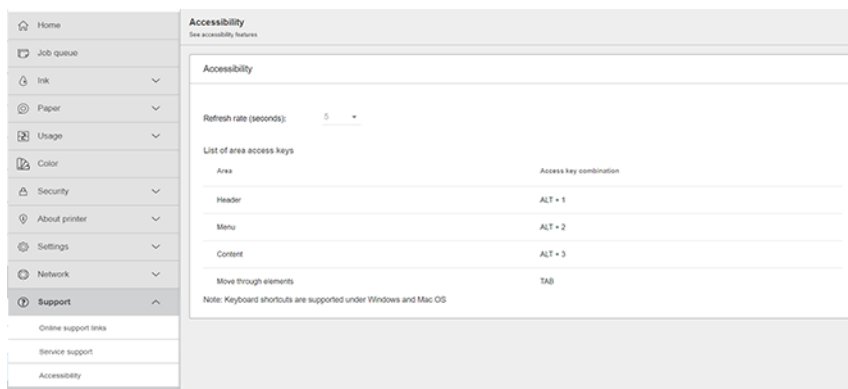 Home
Job queue
Ink
Paper
Usage
Color
Security
About printer
Settings
Network
Support
Online support links
Service support
Accessibility
Accessibility
See accessibility features
Accessibility
Refresh rate (seconds): 5
List of area access keys
Area Access key combination
Header ALT + 1
Menu ALT + 2
Content ALT + 3
Move through elements TAB
Note: Keyboard shortcuts are supported under Windows and Mac OS